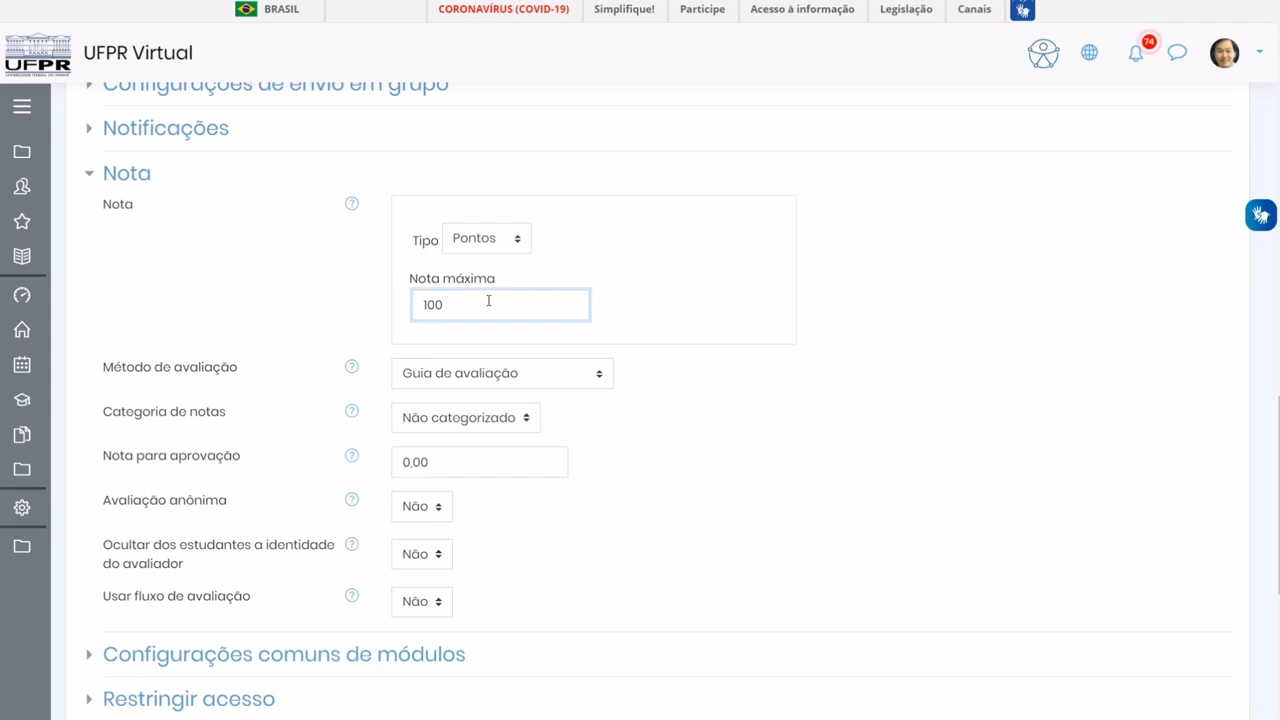 BRASIL
CORONAVÍRUS (COVID-19)
Simplifique!
Participe
Acesso à informação
Legislação
Canais
UFPR
UFPR Virtual
74
Configurações de envio em grupo
Notificações
Nota
Nota
Tipo Pontos
Nota máxima
100
Método de avaliação
Guia de avaliação
Categoria de notas
Não categorizado
Nota para aprovação
0,00
Avaliação anônima
Não
Ocultar dos estudantes a identidade
do avaliador
Não
Usar fluxo de avaliação
Não
Configurações comuns de módulos
Restringir acesso